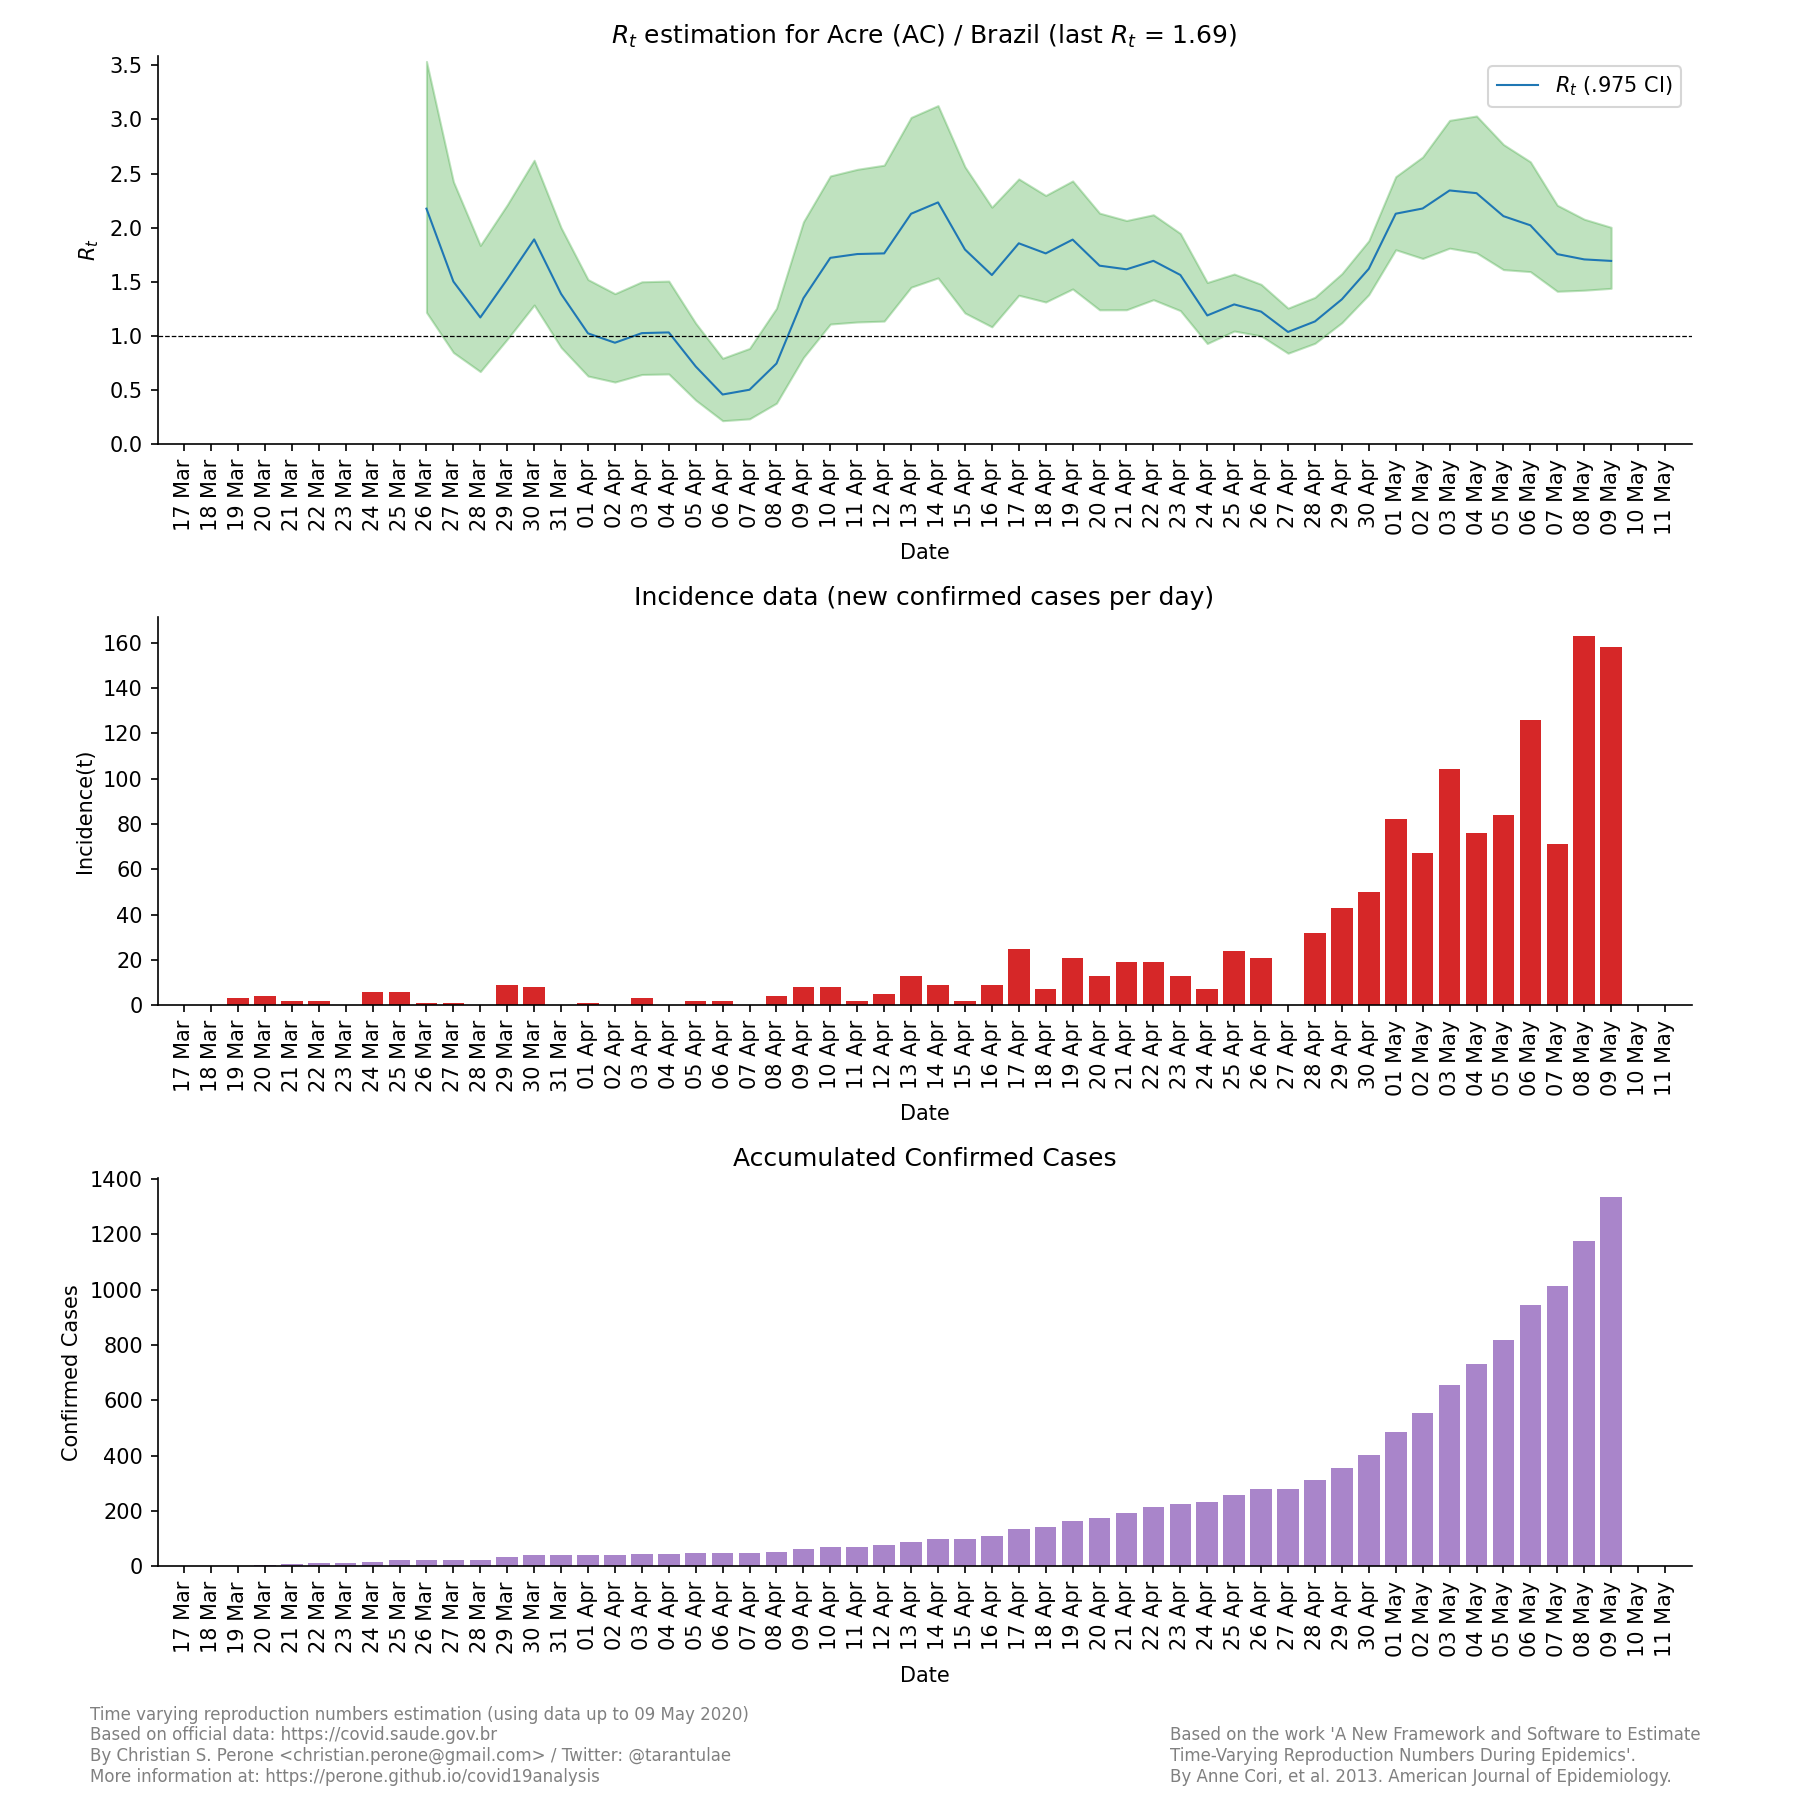 Rt estimation for Acre (AC) / Brazil (last Rt = 1.69)
Rt (.975 CI)
Rt
3.5
3.0
2.5
2.0
1.5
1.0
0.5
0.0
17 Mar 18 Mar 19 Mar 20 Mar 21 Mar 22 Mar 23 Mar 24 Mar 25 Mar 26 Mar 27 Mar 28 Mar 29 Mar 30 Mar 31 Mar 01 Apr 02 Apr 03 Apr 04 Apr 05 Apr 06 Apr 07 Apr 08 Apr 09 Apr 10 Apr 11 Apr 12 Apr 13 Apr 14 Apr 15 Apr 16 Apr 17 Apr 18 Apr 19 Apr 20 Apr 21 Apr 22 Apr 23 Apr 24 Apr 25 Apr 26 Apr 27 Apr 28 Apr 29 Apr 30 Apr 01 May 02 May 03 May 04 May 05 May 06 May 07 May 08 May 09 May 10 May 11 May
Date
Incidence data (new confirmed cases per day)
Incidence(t)
160
140
120
100
80
60
40
20
0
17 Mar 18 Mar 19 Mar 20 Mar 21 Mar 22 Mar 23 Mar 24 Mar 25 Mar 26 Mar 27 Mar 28 Mar 29 Mar 30 Mar 31 Mar 01 Apr 02 Apr 03 Apr 04 Apr 05 Apr 06 Apr 07 Apr 08 Apr 09 Apr 10 Apr 11 Apr 12 Apr 13 Apr 14 Apr 15 Apr 16 Apr 17 Apr 18 Apr 19 Apr 20 Apr 21 Apr 22 Apr 23 Apr 24 Apr 25 Apr 26 Apr 27 Apr 28 Apr 29 Apr 30 Apr 01 May 02 May 03 May 04 May 05 May 06 May 07 May 08 May 09 May 10 May 11 May
Date
Accumulated Confirmed Cases
Confirmed Cases
1400
1200
1000
800
600
400
200
0
17 Mar 18 Mar 19 Mar 20 Mar 21 Mar 22 Mar 23 Mar 24 Mar 25 Mar 26 Mar 27 Mar 28 Mar 29 Mar 30 Mar 31 Mar 01 Apr 02 Apr 03 Apr 04 Apr 05 Apr 06 Apr 07 Apr 08 Apr 09 Apr 10 Apr 11 Apr 12 Apr 13 Apr 14 Apr 15 Apr 16 Apr 17 Apr 18 Apr 19 Apr 20 Apr 21 Apr 22 Apr 23 Apr 24 Apr 25 Apr 26 Apr 27 Apr 28 Apr 29 Apr 30 Apr 01 May 02 May 03 May 04 May 05 May 06 May 07 May 08 May 09 May 10 May 11 May
Date
Time varying reproduction numbers estimation (using data up to 09 May 2020)
Based on official data: https://covid.saude.gov.br
By Christian S. Perone <christian.perone@gmail.com> / Twitter: @tarantulae
More information at: https://perone.github.io/covid19analysis
Based on the work 'A New Framework and Software to Estimate
Time-Varying Reproduction Numbers During Epidemics'.
By Anne Cori, et al. 2013. American Journal of Epidemiology.